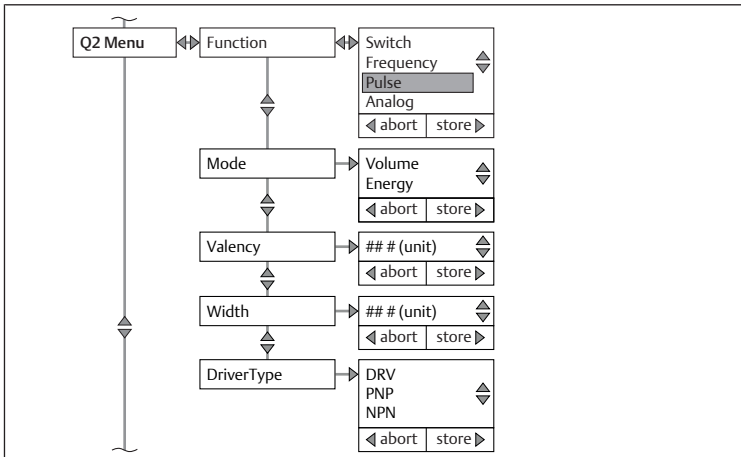 Q2 Menu
Function
Switch
Frequency
Pulse
Analog
abort store
Mode
Volume
Energy
abort store
Valency
## # (unit)
abort store
Width
## # (unit)
abort store
DriverType
DRV
PNP
NPN
abort store